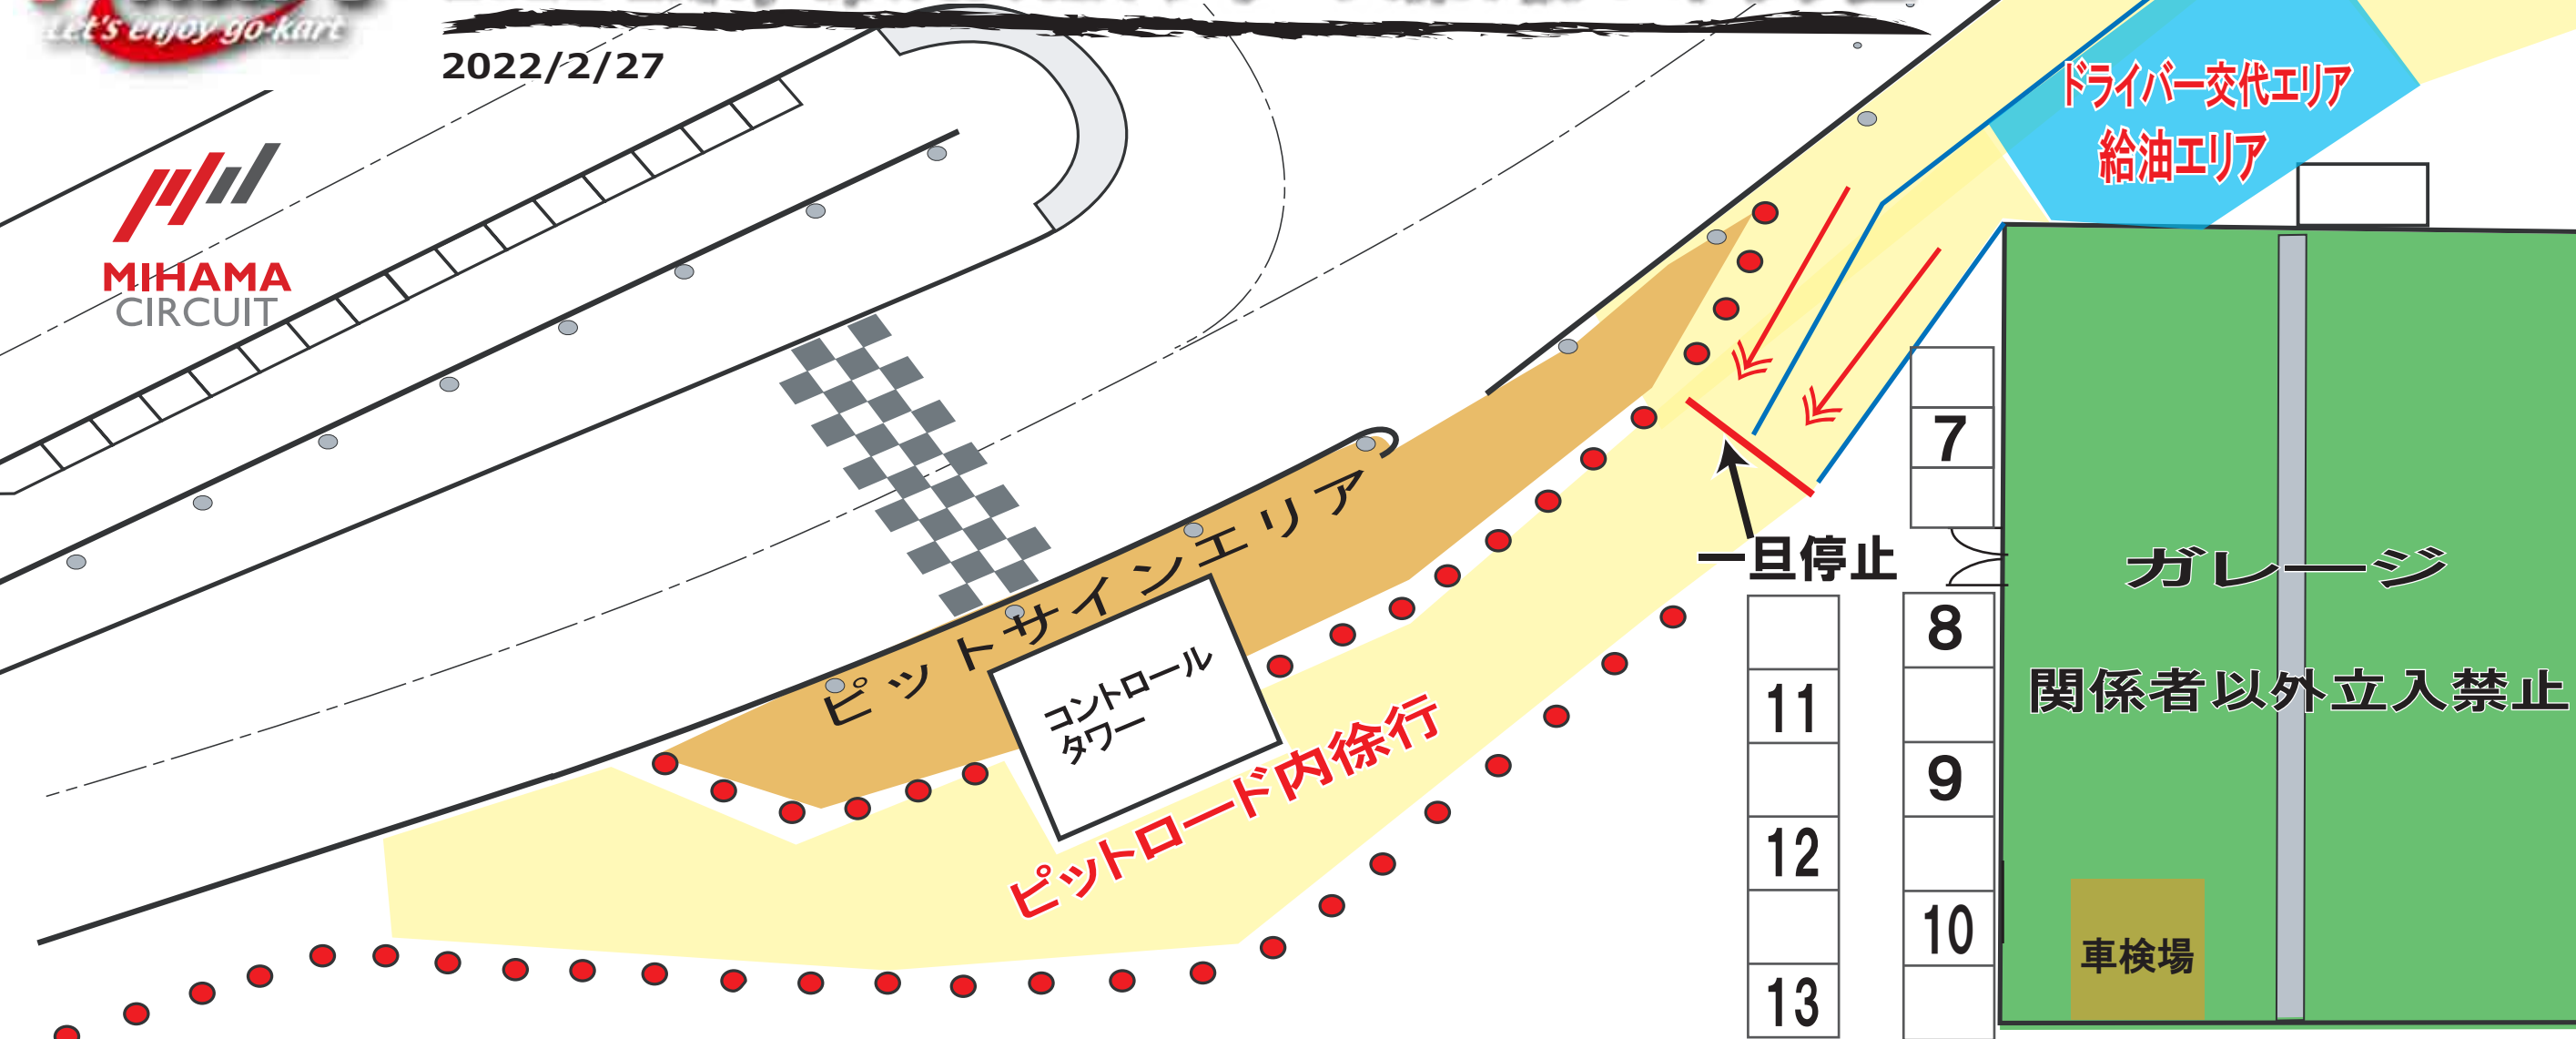 Let's enjoy go-kart
2022/2/27
MIHAMA
CIRCUIT
ドライバー交代エリア
給油エリア
7
一旦停止
ガレージ
関係者以外立入禁止
ピットサインエリア
コントロール
タワー
ピットロード内徐行
8
11
9
12
10
車検場
13